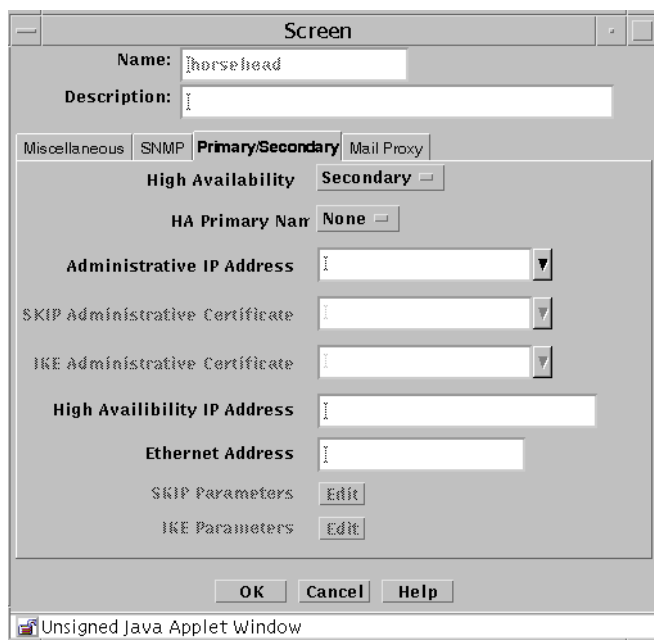 Screen
Name: horsehead
Description:
Miscellaneous SNMP Primary/Secondary Mail Proxy
High Availability Secondary
HA Primary Nam None
Administrative IP Address
SKIP Administrative Certificate
IKE Administrative Certificate
High Availibility IP Address
Ethernet Address
SKIP Parameters Edit
IKE Parameters Edit
OK Cancel Help
Unsigned Java Applet Window